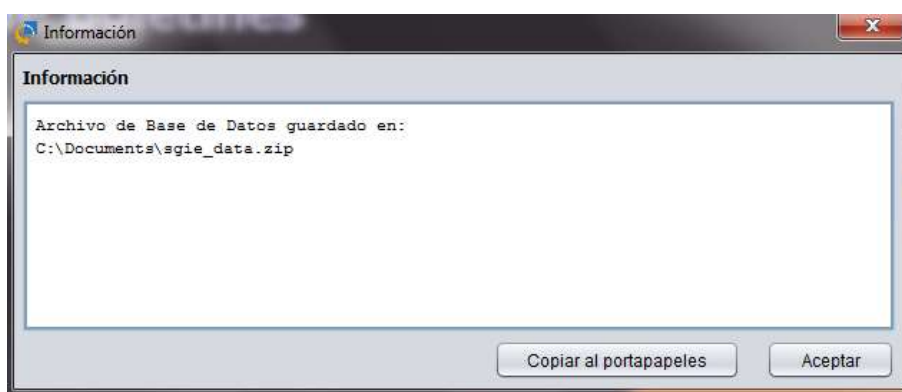 Información
Información
Archivo de Base de Datos guardado en:
C:\Documents\sgie_data.zip
Copiar al portapapeles
Aceptar